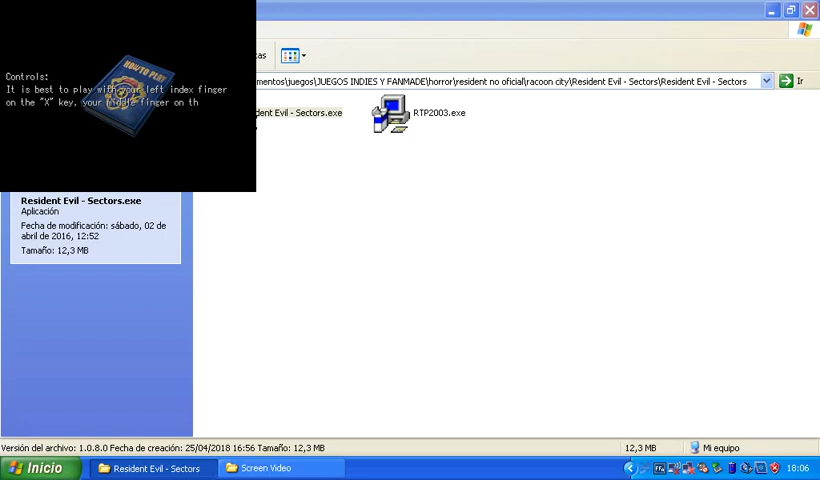 HOW TO PLAY
Controls:
It is best to play with your left index finger
on the "X" key, your middle finger on th
cas
mentos\juegos\JUEGOS INDIES Y FANMADE\horror\resident no oficial\racoon city\Resident Evil - Sectors\Resident Evil - Sectors
Ir
dent Evil - Sectors.exe
RTP2003.exe
Resident Evil - Sectors.exe
Aplicación
Fecha de modificación: sábado, 02 de
abril de 2016, 12:52
Tamaño: 12,3 MB
Versión del archivo: 1.0.8.0 Fecha de creación: 25/04/2018 16:56 Tamaño: 12,3 MB
12,3 MB
Mi equipo
Inicio
Resident Evil - Sectors
Screen Video
18:06